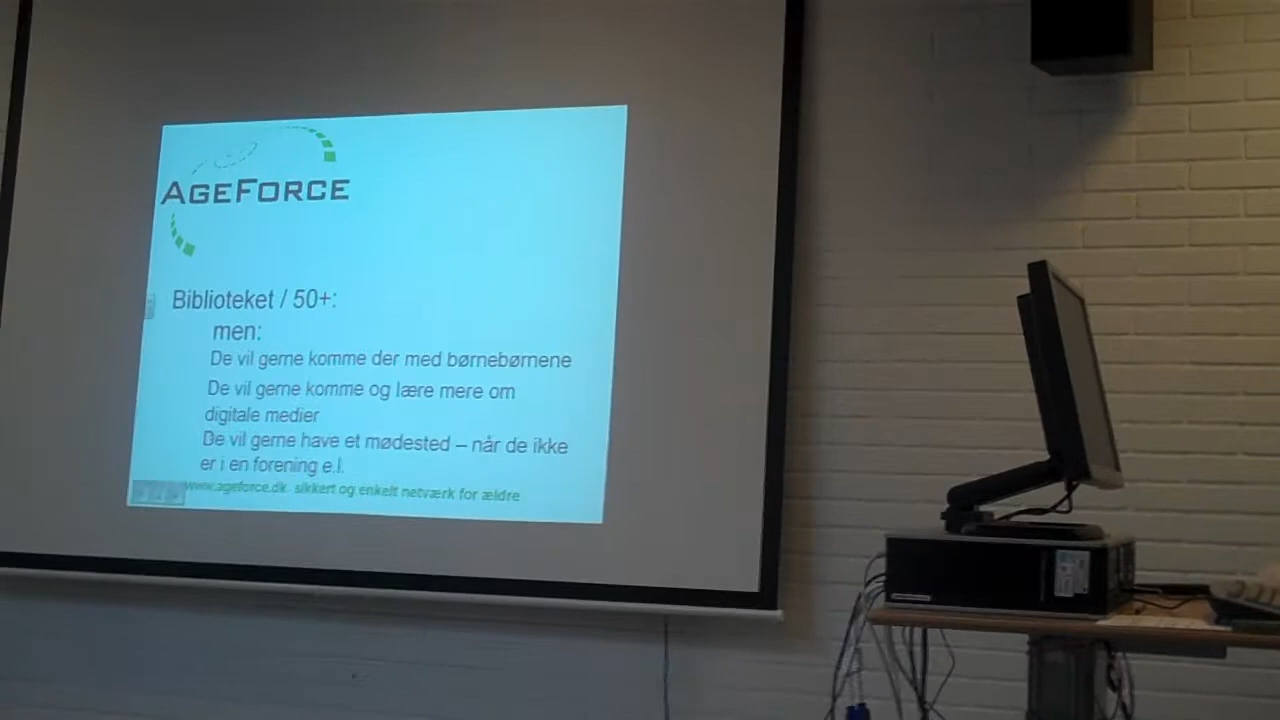 AGEFORCE
Biblioteket / 50+:
men:
De vil gerne komme der med børnebørnene
De vil gerne komme og lære mere om
digitale medier
De vil gerne have et mødested – når de ikke
er i en forening e.l.
www.ageforce.dk sikkert og enkelt netværk for ældre